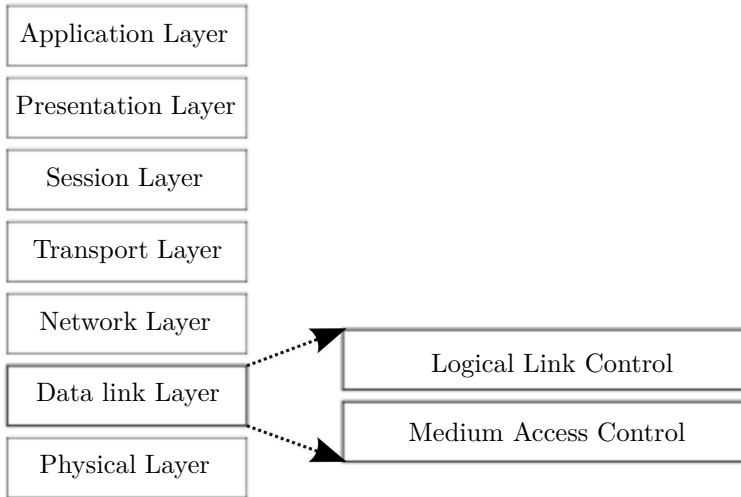 Application Layer
Presentation Layer
Session Layer
Transport Layer
Network Layer
Data link Layer
Physical Layer
Logical Link Control
Medium Access Control